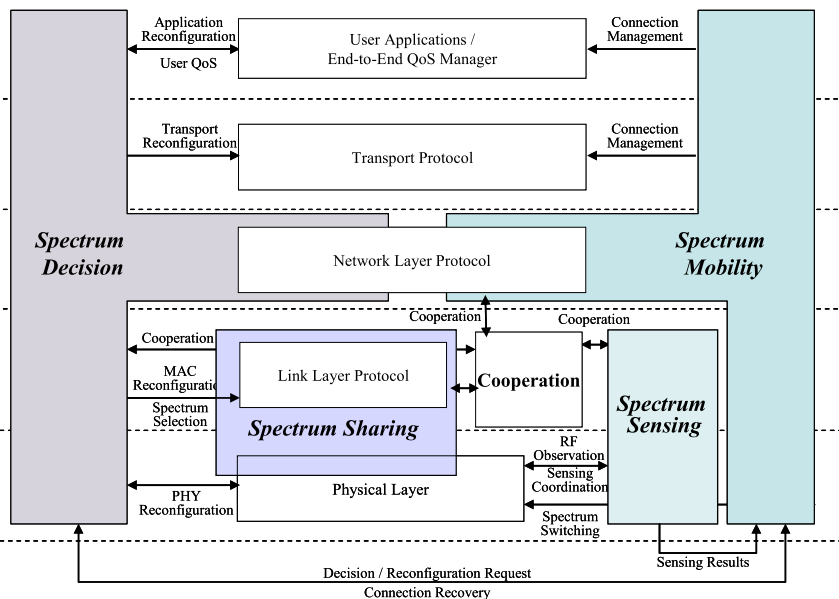 Application
Reconfiguration
User QoS
User Applications /
End-to-End QoS Manager
Connection
Management
Transport
Reconfiguration
Transport Protocol
Connection
Management
Spectrum
Decision
Network Layer Protocol
Spectrum
Mobility
Cooperation
Cooperation
Cooperation
MAC
Reconfiguratio
Spectrum
Selection
Link Layer Protocol
Cooperation
Spectrum Sharing
Spectrum
Sensing
RF
Observation
Sensing
Coordination
PHY
Reconfiguration
Physical Layer
Spectrum
Switching
Sensing Results
Decision / Reconfiguration Request
Connection Recovery